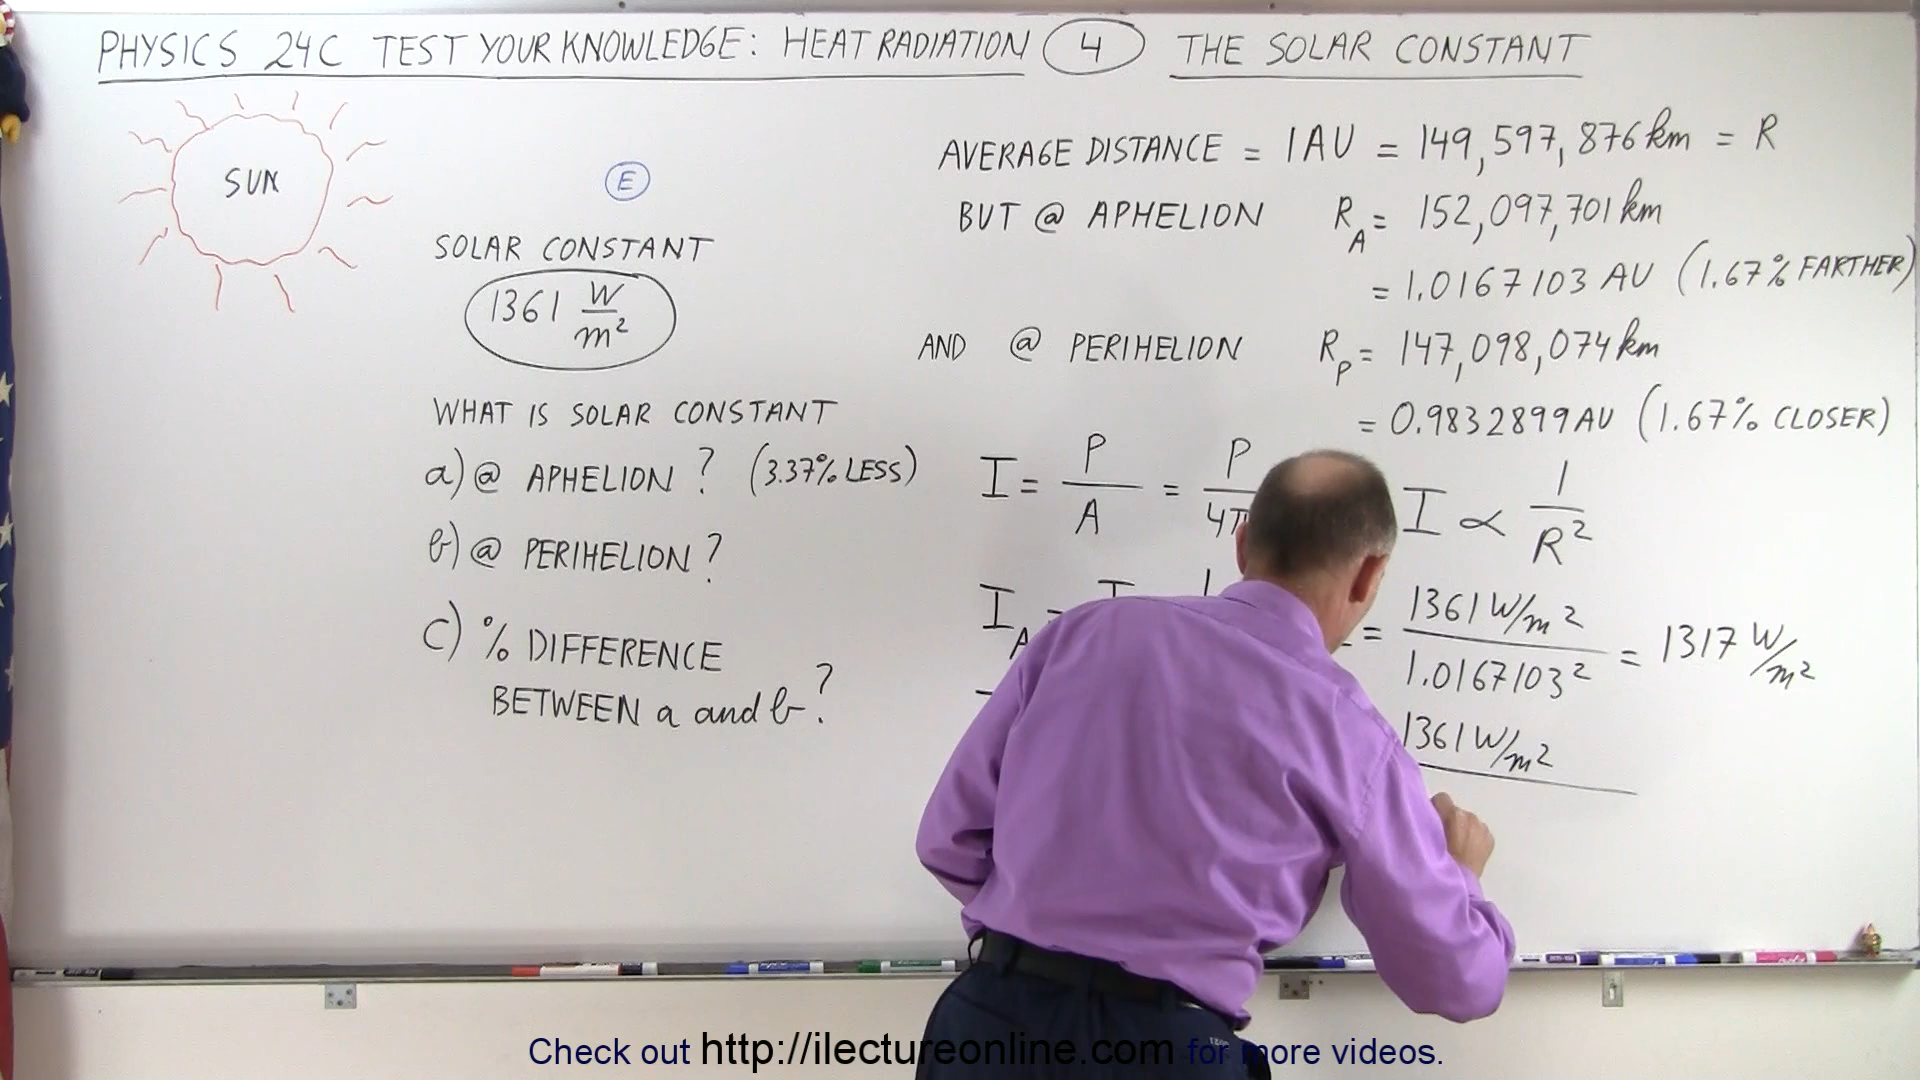 PHYSICS 24C TEST YOUR KNOWLEDGE: HEAT RADIATION 4 THE SOLAR CONSTANT
SUN
E
SOLAR CONSTANT
1361 W/m²
WHAT IS SOLAR CONSTANT
a) @ APHELION ? (3.37% LESS)
b) @ PERIHELION ?
c) % DIFFERENCE
BETWEEN a and b ?
AVERAGE DISTANCE = 1AU = 149,597,876 km = R
BUT @ APHELION R_A = 152,097,701 km
= 1.0167103 AU (1.67% FARTHER)
AND @ PERIHELION R_P = 147,098,074 km
= 0.9832899 AU (1.67% CLOSER)
I = P/A = P/4π I ∝ 1/R²
I_A = = 1361 W/m² / 1.0167103² = 1317 W/m²
1361 W/m²
Check out http://ilectureonline.com for more videos.